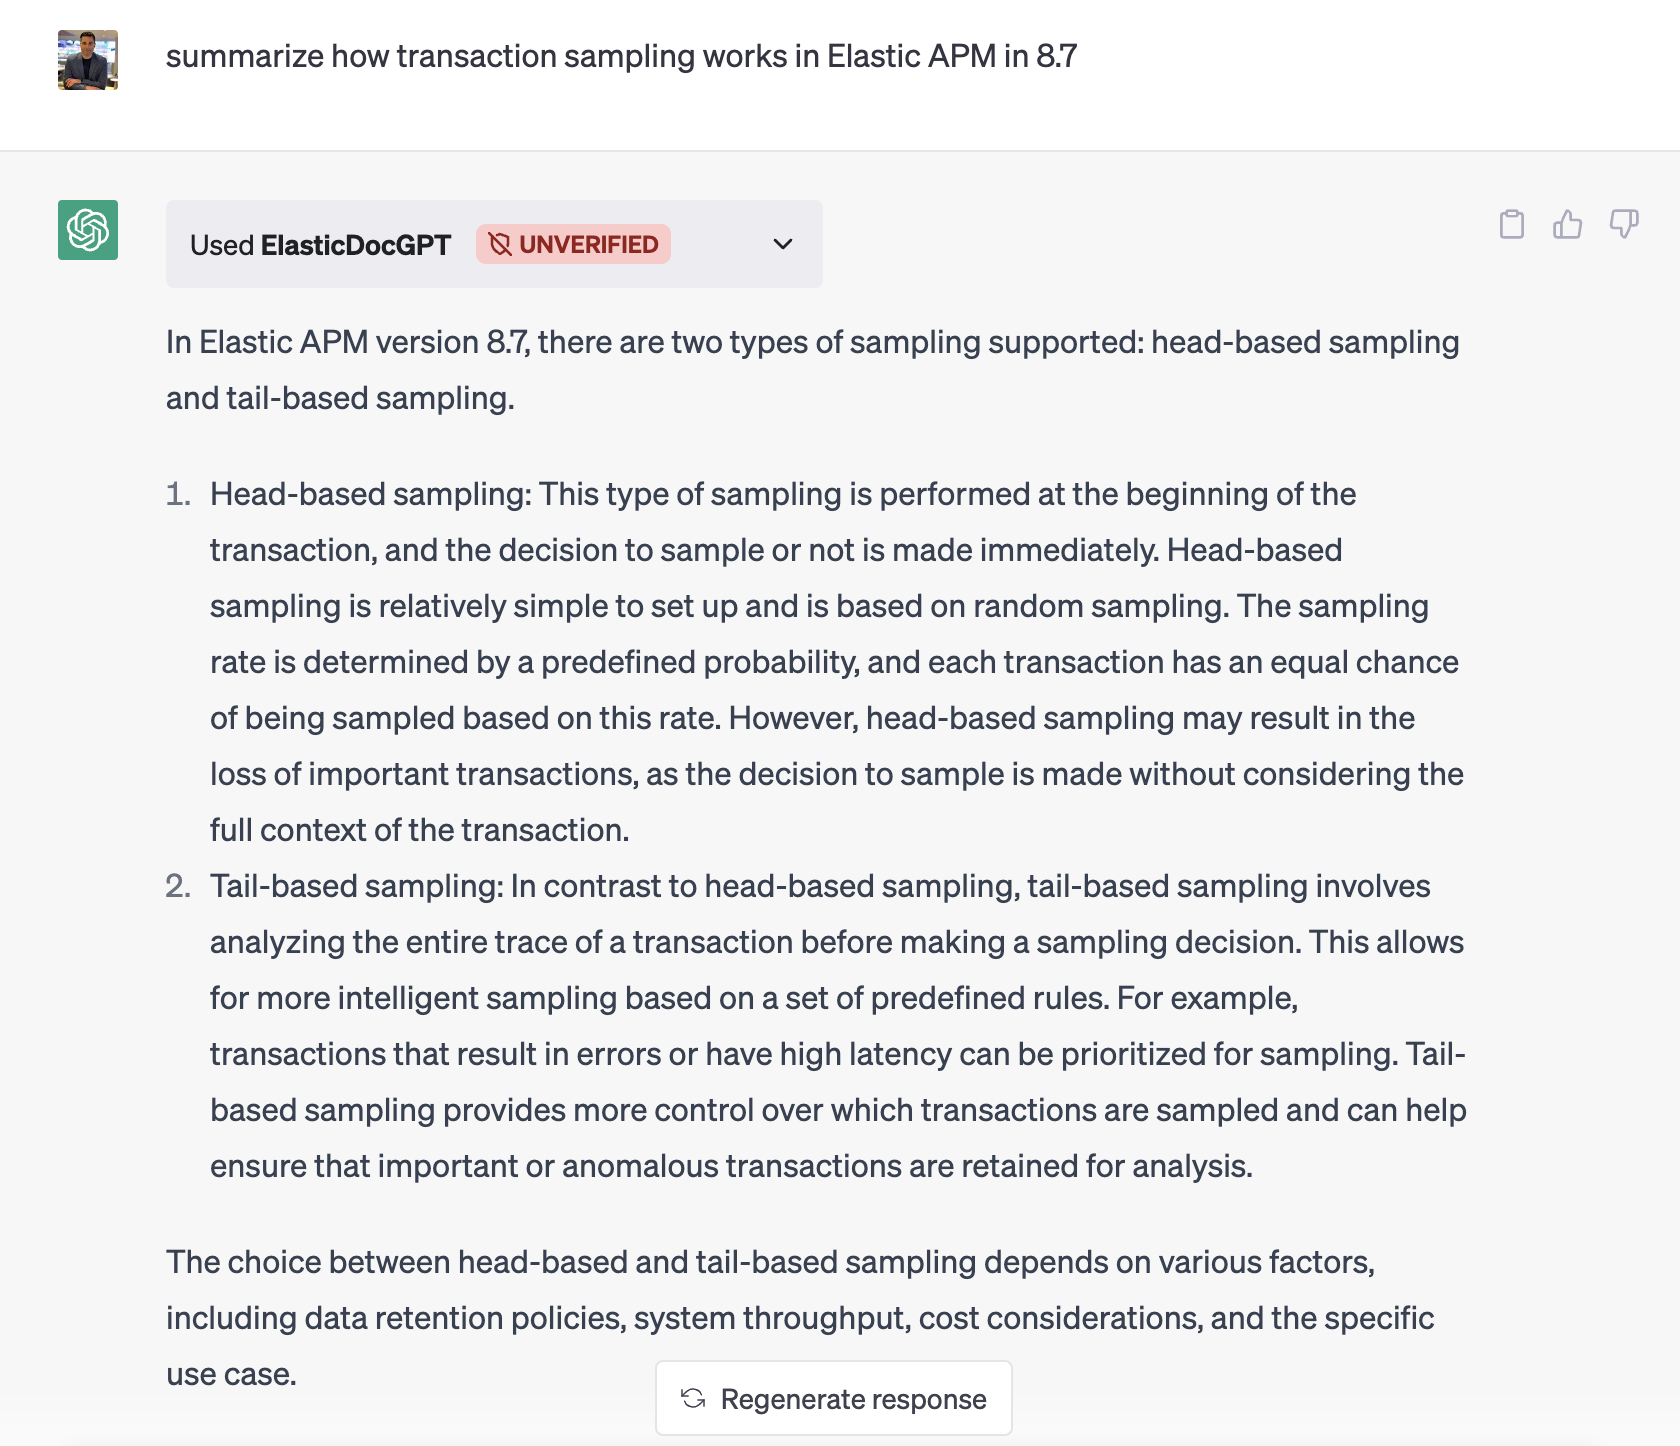 summarize how transaction sampling works in Elastic APM in 8.7
Used ElasticDocGPT UNVERIFIED
In Elastic APM version 8.7, there are two types of sampling supported: head-based sampling
and tail-based sampling.
1. Head-based sampling: This type of sampling is performed at the beginning of the
transaction, and the decision to sample or not is made immediately. Head-based
sampling is relatively simple to set up and is based on random sampling. The sampling
rate is determined by a predefined probability, and each transaction has an equal chance
of being sampled based on this rate. However, head-based sampling may result in the
loss of important transactions, as the decision to sample is made without considering the
full context of the transaction.
2. Tail-based sampling: In contrast to head-based sampling, tail-based sampling involves
analyzing the entire trace of a transaction before making a sampling decision. This allows
for more intelligent sampling based on a set of predefined rules. For example,
transactions that result in errors or have high latency can be prioritized for sampling. Tail-
based sampling provides more control over which transactions are sampled and can help
ensure that important or anomalous transactions are retained for analysis.
The choice between head-based and tail-based sampling depends on various factors,
including data retention policies, system throughput, cost considerations, and the specific
use case.
Regenerate response